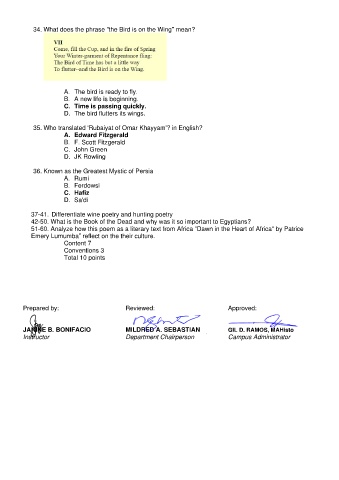 34. What does the phrase "the Bird is on the Wing" mean?
VII
Come, fill the Cup, and in the fire of Spring
Your Winter-garment of Repentance fling:
The Bird of Time has but a little way
To flutter--and the Bird is on the Wing.
A. The bird is ready to fly.
B. A new life is beginning.
C. Time is passing quickly.
D. The bird flutters its wings.
35. Who translated "Rubaiyat of Omar Khayyam"? in English?
A. Edward Fitzgerald
B. F. Scott Fitzgerald
C. John Green
D. JK Rowling
36. Known as the Greatest Mystic of Persia
A. Rumi
B. Ferdowsi
C. Hafiz
D. Sa'di
37-41. Differentiate wine poetry and hunting poetry
42-50. What is the Book of the Dead and why was it so important to Egyptians?
51-60. Analyze how this poem as a literary text from Africa "Dawn in the Heart of Africa" by Patrice
Emery Lumumba" reflect on the their culture.
Content 7
Conventions 3
Total 10 points
Prepared by: Reviewed: Approved:
B. BONIFACIO MILDRED A. SEBASTIAN GIL D. RAMOS, MAHisto
Instructor Department Chairperson Campus Administrator